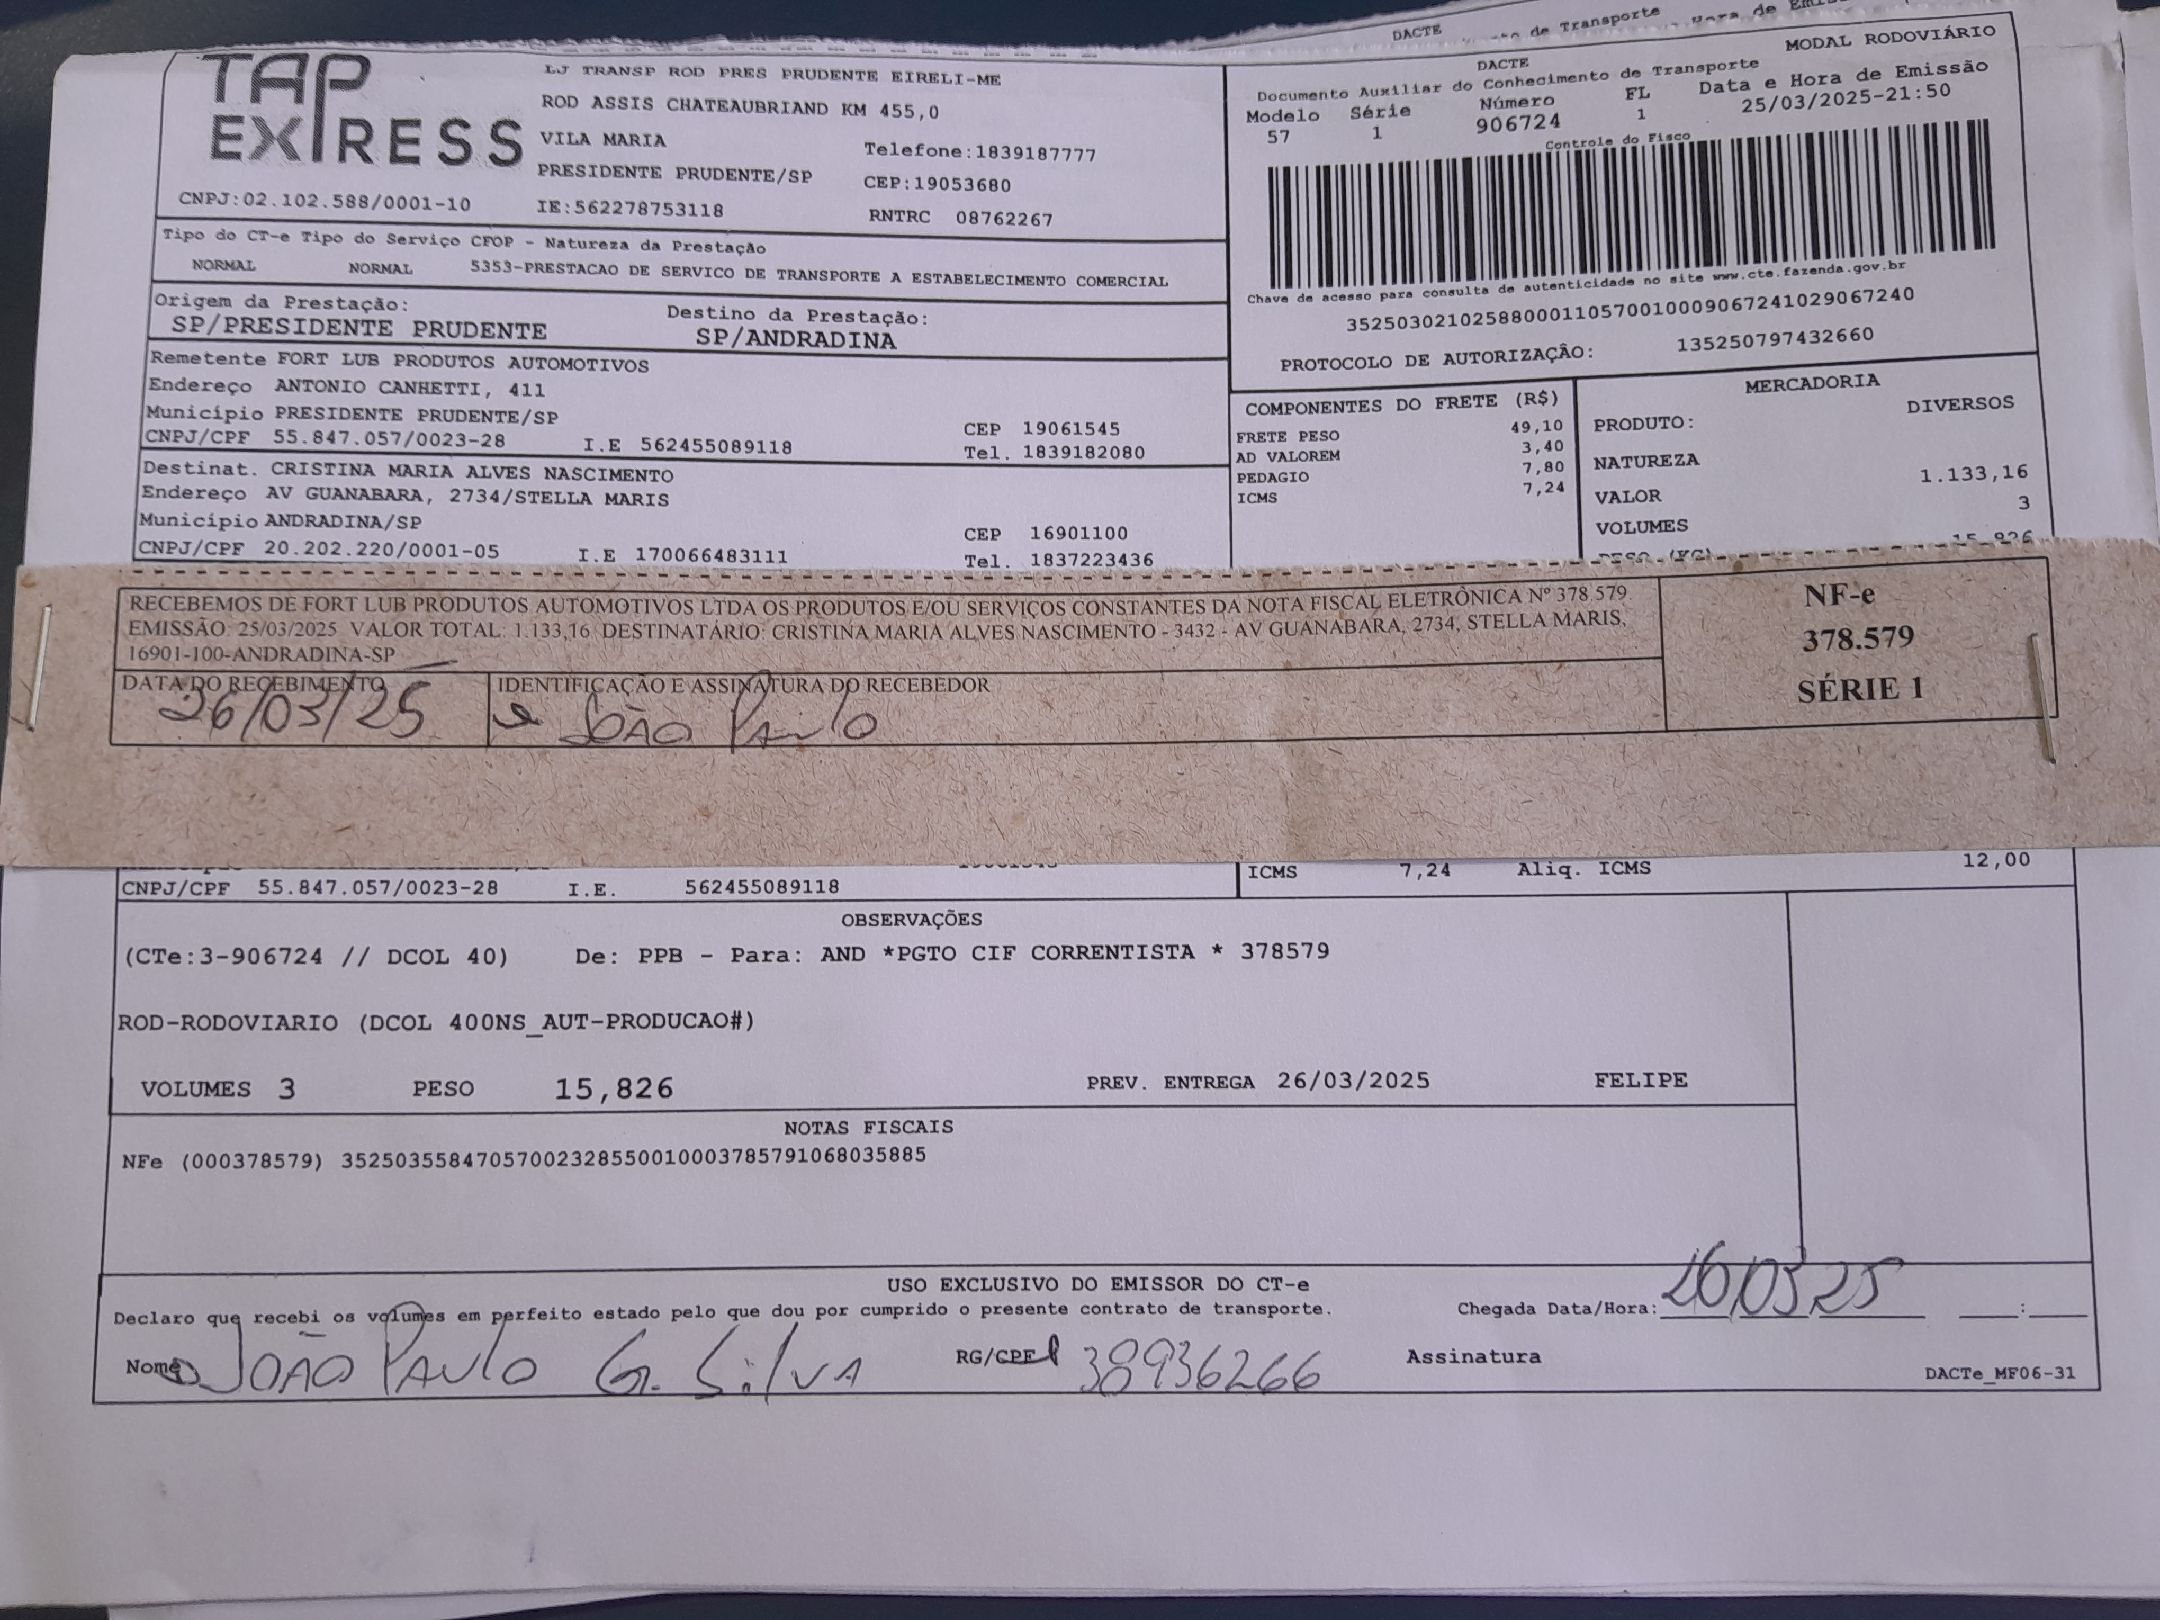 DACTE
de Transporte
Hora de
TAP EXPRESS
LJ TRANSP ROD PRES PRUDENTE EIRELI-ME
ROD ASSIS CHATEAUBRIAND KM 455,0
VILA MARIA Telefone:1839187777
PRESIDENTE PRUDENTE/SP CEP:19053680
CNPJ:02.102.588/0001-10 IE:562278753118 RNTRC 08762267
DACTE MODAL RODOVIÁRIO
Documento Auxiliar do Conhecimento de Transporte
Modelo Série Número FL Data e Hora de Emissão
57 1 906724 1 25/03/2025-21:50
Controle do Fisco
Chave de acesso para consulta de autenticidade no site www.cte.fazenda.gov.br
35250302102588000110570010009067241029067240
PROTOCOLO DE AUTORIZAÇÃO: 135250797432660
Tipo do CT-e Tipo do Serviço CFOP - Natureza da Prestação
NORMAL NORMAL 5353-PRESTACAO DE SERVICO DE TRANSPORTE A ESTABELECIMENTO COMERCIAL
Origem da Prestação: Destino da Prestação:
SP/PRESIDENTE PRUDENTE SP/ANDRADINA
Remetente FORT LUB PRODUTOS AUTOMOTIVOS
Endereço ANTONIO CANHETTI, 411
Município PRESIDENTE PRUDENTE/SP CEP 19061545
CNPJ/CPF 55.847.057/0023-28 I.E 562455089118 Tel. 1839182080
Destinat. CRISTINA MARIA ALVES NASCIMENTO
Endereço AV GUANABARA, 2734/STELLA MARIS
Município ANDRADINA/SP CEP 16901100
CNPJ/CPF 20.202.220/0001-05 I.E 170066483111 Tel. 1837223436
COMPONENTES DO FRETE (R$)
FRETE PESO 49,10
AD VALOREM 3,40
PEDAGIO 7,80
ICMS 7,24
MERCADORIA
PRODUTO: DIVERSOS
NATUREZA
VALOR 1.133,16
VOLUMES 3
PESO (KG) 15,826
RECEBEMOS DE FORT LUB PRODUTOS AUTOMOTIVOS LTDA OS PRODUTOS E/OU SERVIÇOS CONSTANTES DA NOTA FISCAL ELETRÔNICA Nº 378.579
EMISSÃO: 25/03/2025 VALOR TOTAL: 1.133,16 DESTINATÁRIO: CRISTINA MARIA ALVES NASCIMENTO - 3432 - AV GUANABARA, 2734, STELLA MARIS,
16901-100-ANDRADINA-SP
DATA DO RECEBIMENTO IDENTIFICAÇÃO E ASSINATURA DO RECEBEDOR
26/03/25 João Paulo
NF-e
378.579
SÉRIE 1
CNPJ/CPF 55.847.057/0023-28 I.E. 562455089118
ICMS 7,24 Aliq. ICMS 12,00
OBSERVAÇÕES
(CTe:3-906724 // DCOL 40) De: PPB - Para: AND *PGTO CIF CORRENTISTA * 378579
ROD-RODOVIARIO (DCOL 400NS_AUT-PRODUCAO#)
VOLUMES 3 PESO 15,826 PREV. ENTREGA 26/03/2025 FELIPE
NOTAS FISCAIS
NFe (000378579) 35250355847057002328550010003785791068035885
USO EXCLUSIVO DO EMISSOR DO CT-e
Declaro que recebi os volumes em perfeito estado pelo que dou por cumprido o presente contrato de transporte. Chegada Data/Hora: 26/03/25 :
Nome João Paulo G. Silva RG/CPF 38936266 Assinatura
DACTe_MF06-31